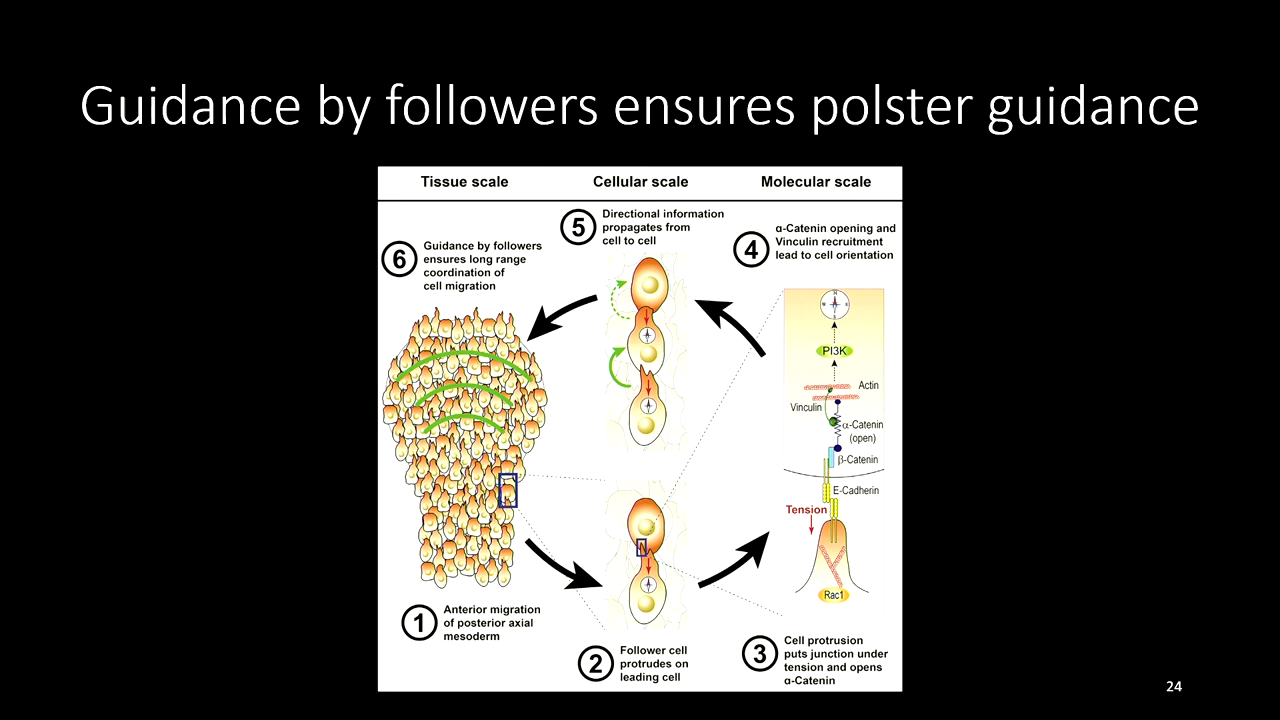 Guidance by followers ensures polster guidance
Tissue scale
Cellular scale
Molecular scale
6
Guidance by followers
ensures long range
coordination of
cell migration
5
Directional information
propagates from
cell to cell
4
α-Catenin opening and
Vinculin recruitment
lead to cell orientation
N
W
E
S
PI3K
Actin
Vinculin
α-Catenin
(open)
β-Catenin
E-Cadherin
Tension
Rac1
1
Anterior migration
of posterior axial
mesoderm
2
Follower cell
protrudes on
leading cell
3
Cell protrusion
puts junction under
tension and opens
α-Catenin
24